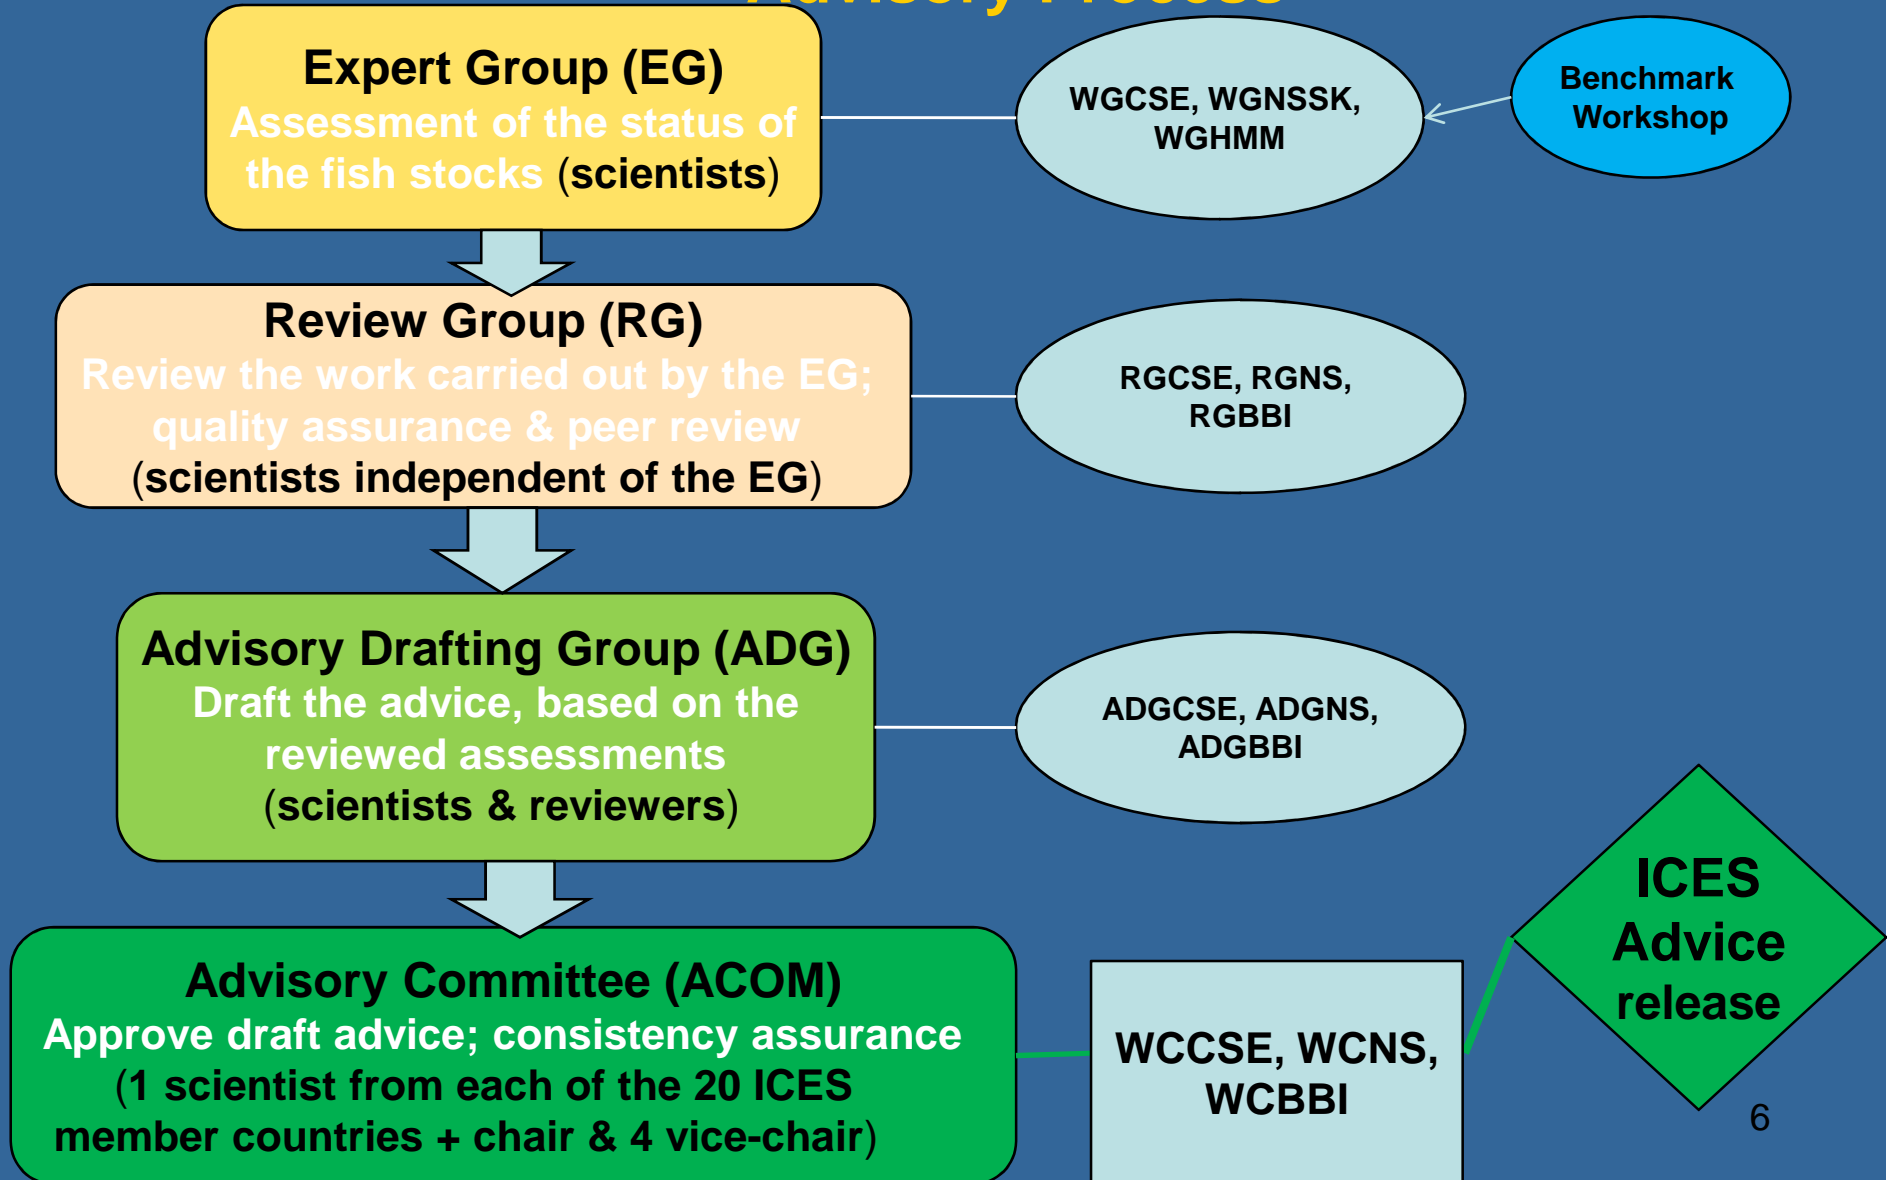 Advisory Process
Expert Group (EG)
Assessment of the status of
the fish stocks (scientists)
WGCSE, WGNSSK,
WGHMM
Benchmark
Workshop
Review Group (RG)
Review the work carried out by the EG;
quality assurance & peer review
(scientists independent of the EG)
RGCSE, RGNS,
RGBBI
Advisory Drafting Group (ADG)
Draft the advice, based on the
reviewed assessments
(scientists & reviewers)
ADGCSE, ADGNS,
ADGBBI
Advisory Committee (ACOM)
Approve draft advice; consistency assurance
(1 scientist from each of the 20 ICES
member countries + chair & 4 vice-chair)
WCCSE, WCNS,
WCBBI
ICES
Advice
release
6